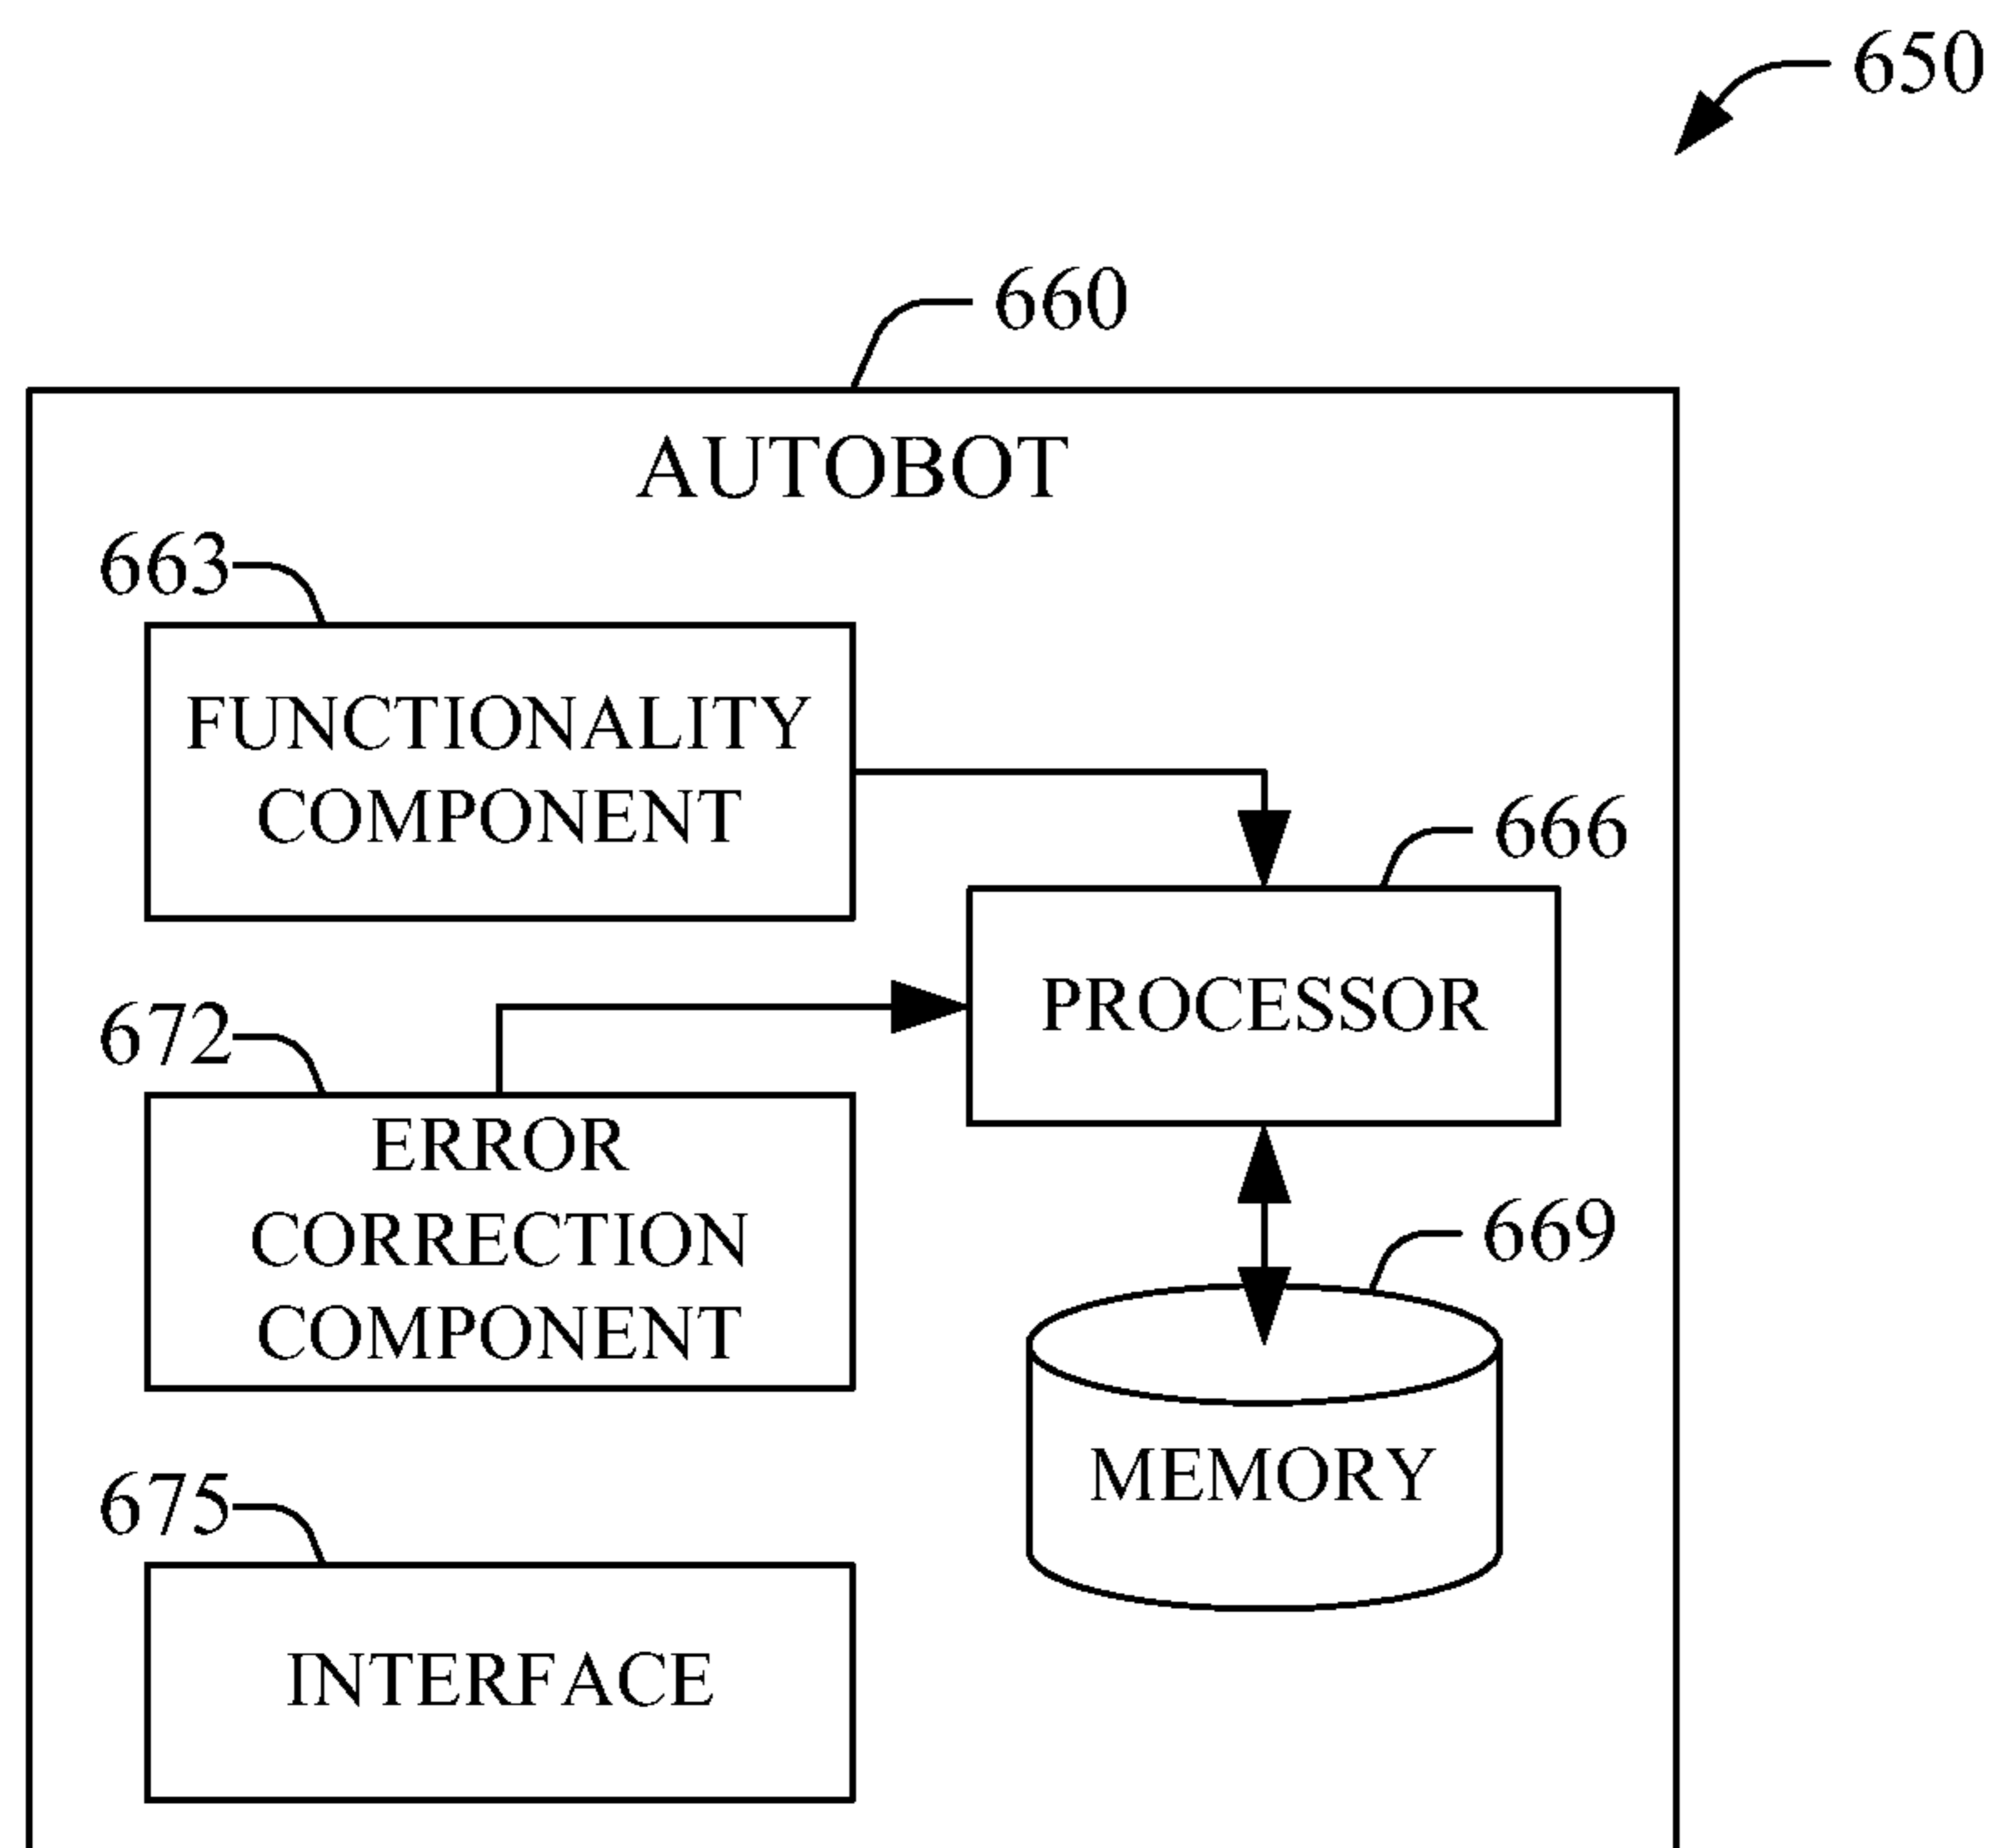 650
660
AUTOBOT
663
FUNCTIONALITY
COMPONENT
666
PROCESSOR
672
ERROR
CORRECTION
COMPONENT
669
MEMORY
675
INTERFACE